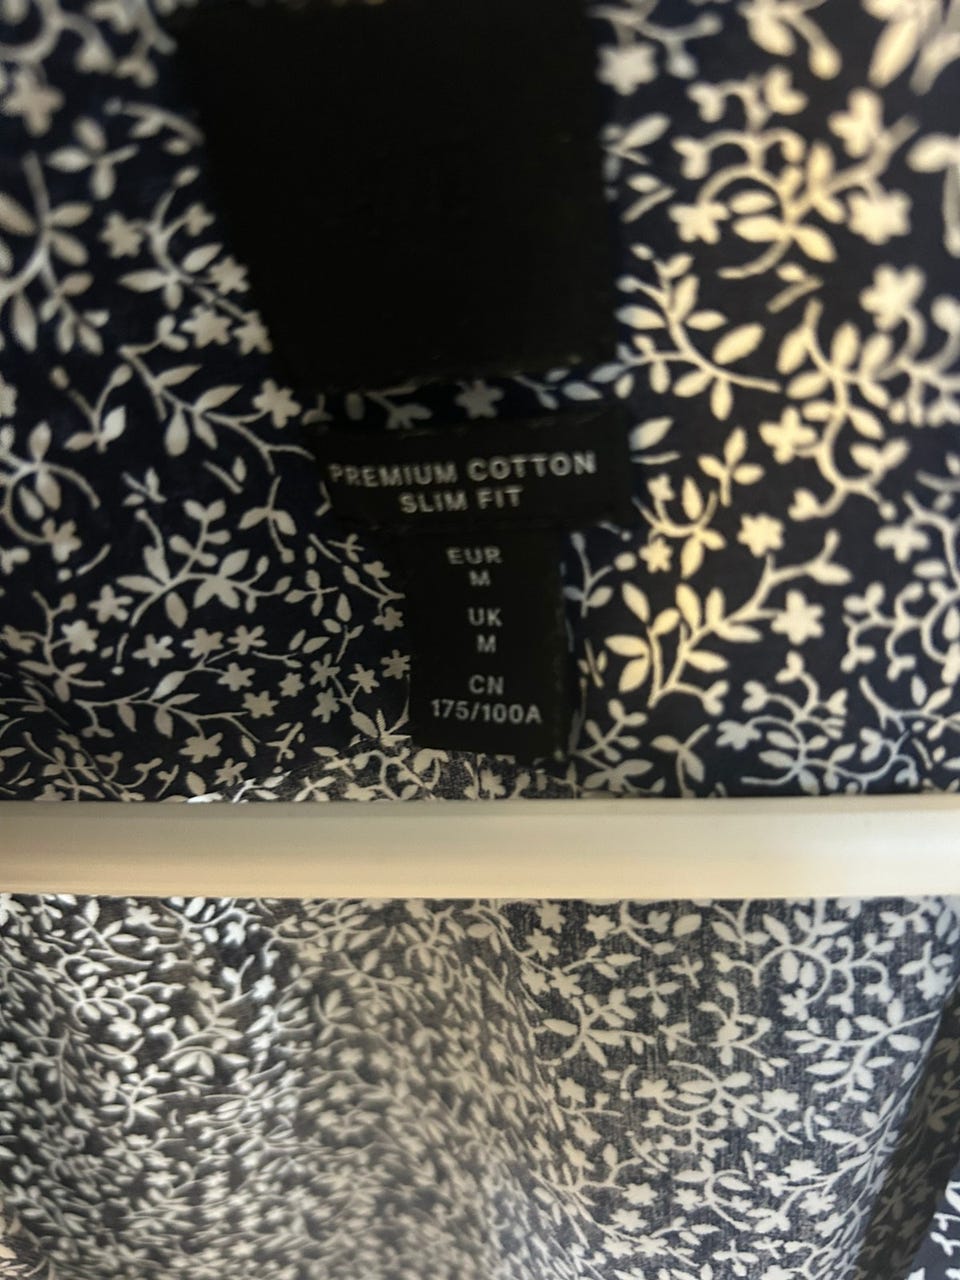 PREMIUM COTTON
SLIM FIT
EUR
M
UK
M
CN
175/100A